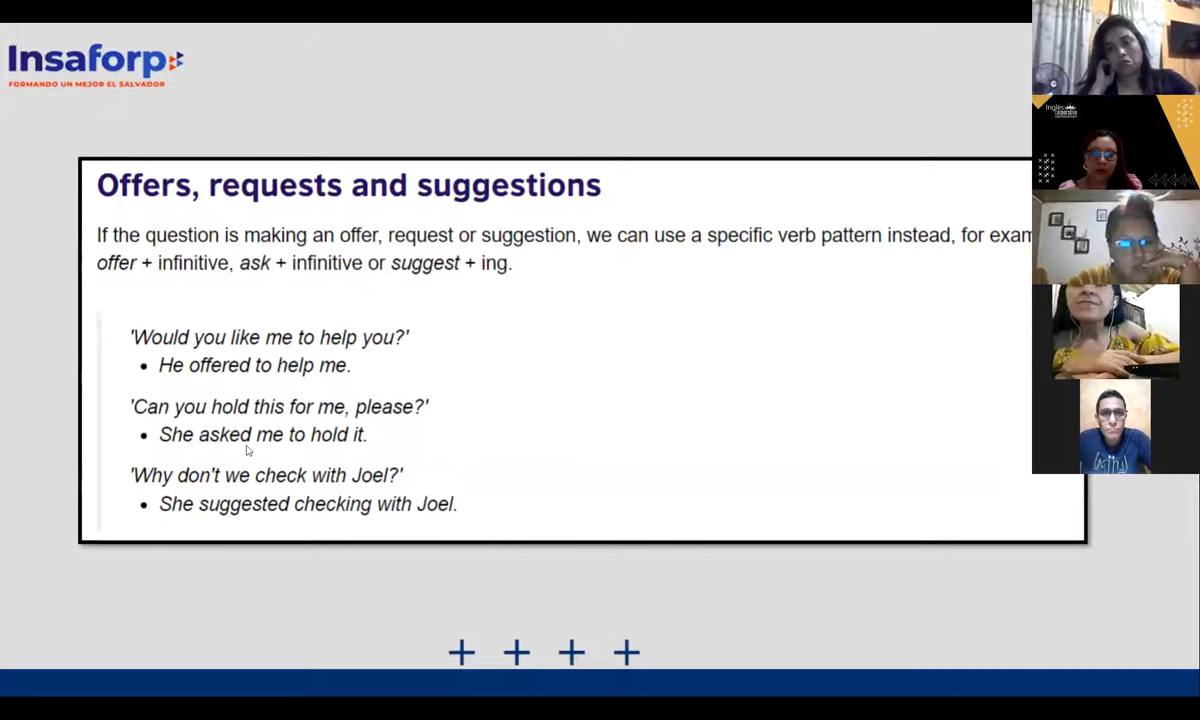 Insaforp
FORMANDO UN MEJOR EL SALVADOR
Offers, requests and suggestions
If the question is making an offer, request or suggestion, we can use a specific verb pattern instead, for exam
offer + infinitive, ask + infinitive or suggest + ing.
'Would you like me to help you?'
• He offered to help me.
'Can you hold this for me, please?'
• She asked me to hold it.
'Why don't we check with Joel?'
• She suggested checking with Joel.
Inglés
Corporativo